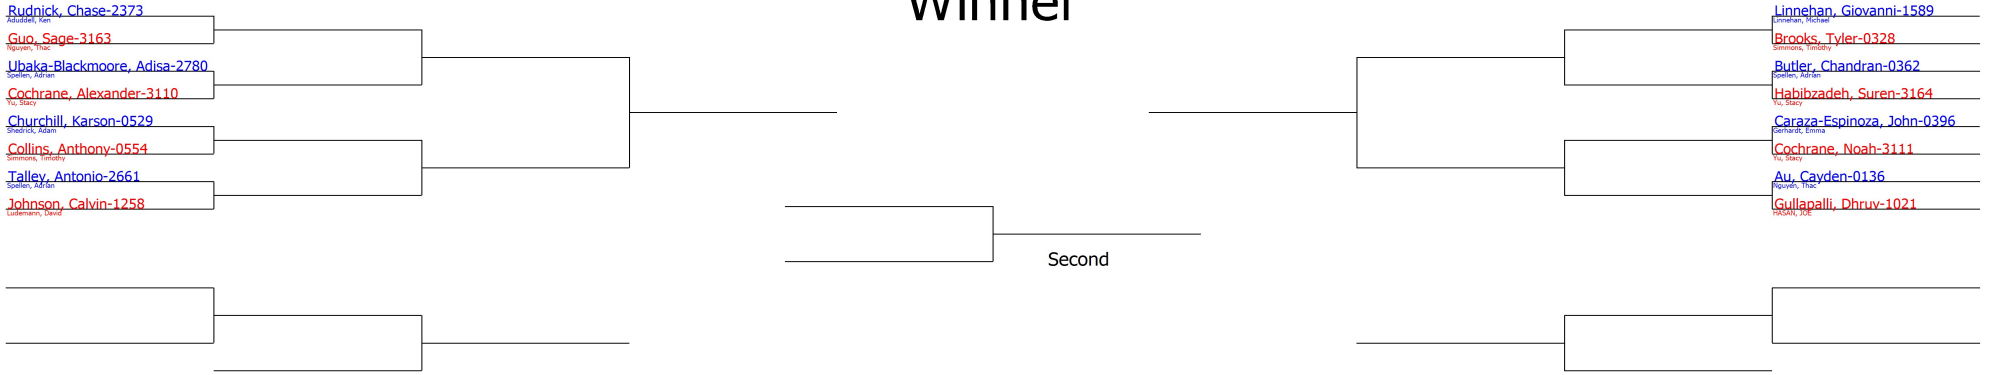 Winner
Rudnick, Chase-2373
Aduddell, Ken
Guo, Sage-3163
Nguyen, Thac
Ubaka-Blackmoore, Adisa-2780
Spellen, Adrian
Cochrane, Alexander-3110
Yu, Stacy
Churchill, Karson-0529
Shedrick, Adam
Collins, Anthony-0554
Simmons, Timothy
Talley, Antonio-2661
Spellen, Adrian
Johnson, Calvin-1258
Ludemann, David
Second
Linnehan, Giovanni-1589
Linnehan, Michael
Brooks, Tyler-0328
Simmons, Timothy
Butler, Chandran-0362
Spellen, Adrian
Habibzadeh, Suren-3164
Yu, Stacy
Caraza-Espinoza, John-0396
Gerhardt, Emma
Cochrane, Noah-3111
Yu, Stacy
Au, Cayden-0136
Nguyen, Thac
Gullapalli, Dhruv-1021
HASAN, JOE